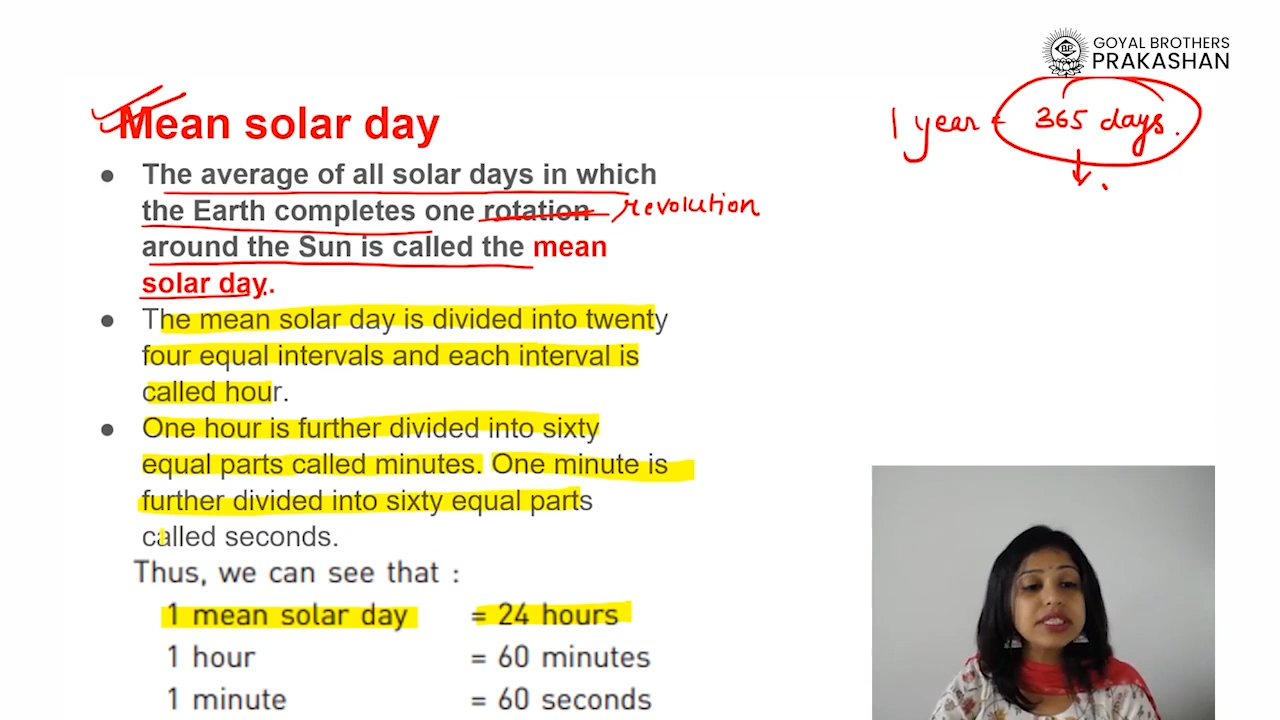 GOYAL BROTHERS
PRAKASHAN
Mean solar day
1 year = 365 days.
● The average of all solar days in which
the Earth completes one rotation revolution
around the Sun is called the mean
solar day.
● The mean solar day is divided into twenty
four equal intervals and each interval is
called hour.
● One hour is further divided into sixty
equal parts called minutes. One minute is
further divided into sixty equal parts
called seconds.
Thus, we can see that :
1 mean solar day = 24 hours
1 hour = 60 minutes
1 minute = 60 seconds